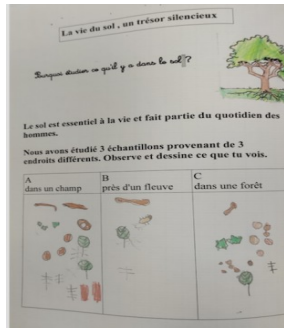 La vie du sol , un trésor silencieux
Pourquoi étudier ce qu'il y a dans le sol ?
Le sol est essentiel à la vie et fait partie du quotidien des
hommes.
Nous avons étudié 3 échantillons provenant de 3
endroits différents. Observe et dessine ce que tu vois.
A
dans un champ
B
près d'un fleuve
C
dans une forêt